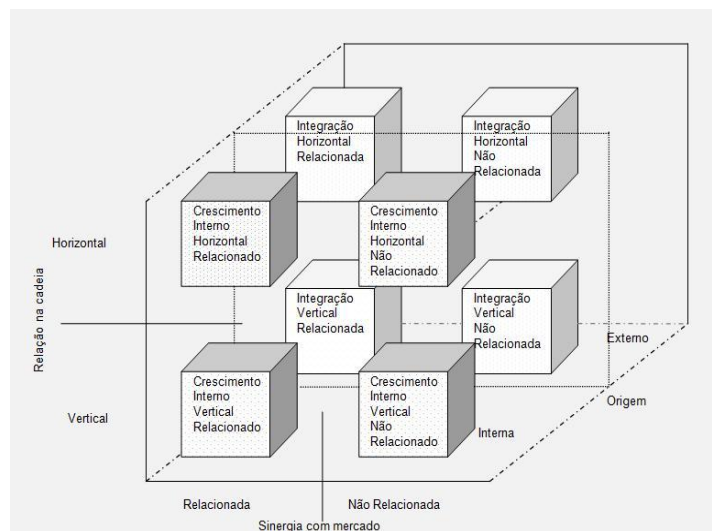 Integração
Horizontal
Relacionada
Integração
Horizontal
Não
Relacionada
Crescimento
Interno
Horizontal
Relacionado
Crescimento
Interno
Horizontal
Não
Relacionado
Horizontal
Relação na cadeia
Integração
Vertical
Relacionada
Integração
Vertical
Não
Relacionada
Externo
Crescimento
Interno
Vertical
Relacionado
Crescimento
Interno
Vertical
Não
Relacionado
Origem
Vertical
Interna
Relacionada
Não Relacionada
Sinergia com mercado